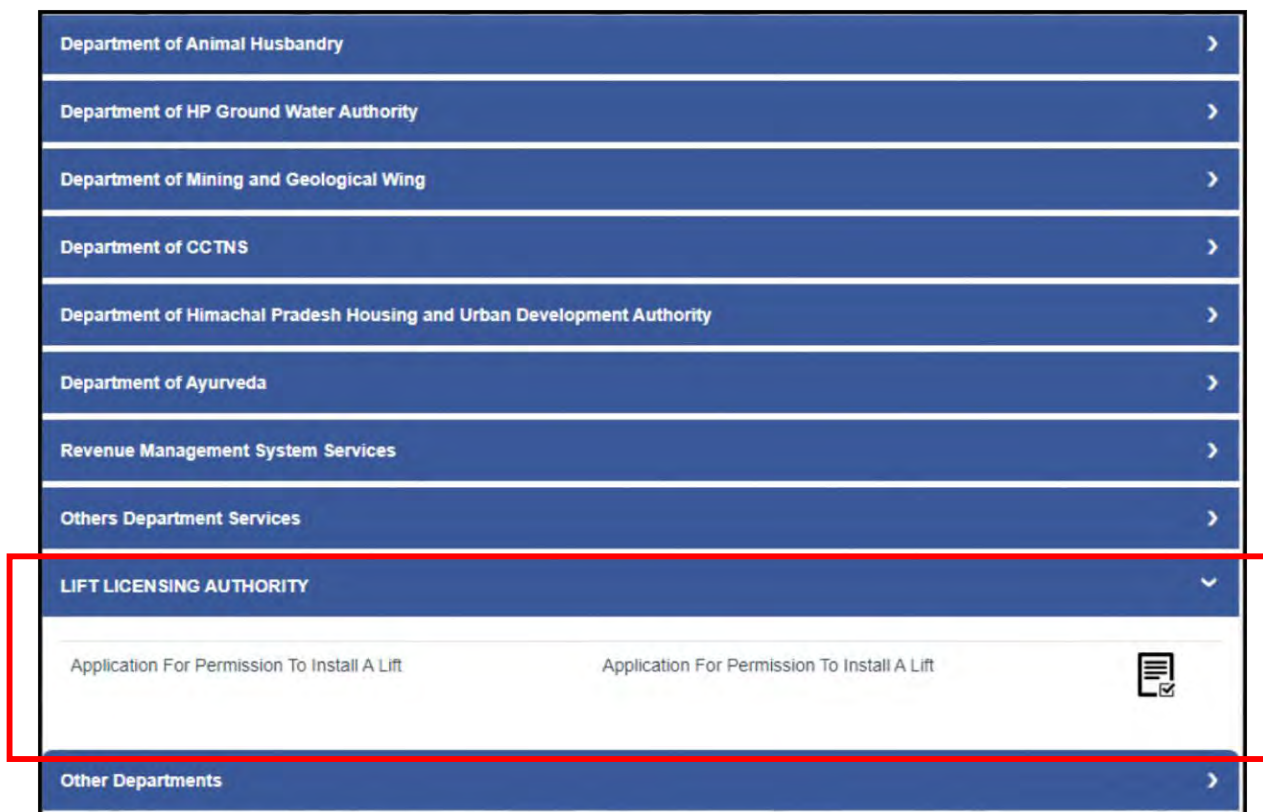 Department of Animal Husbandry
Department of HP Ground Water Authority
Department of Mining and Geological Wing
Department of CCTNS
Department of Himachal Pradesh Housing and Urban Development Authority
Department of Ayurveda
Revenue Management System Services
Others Department Services
LIFT LICENSING AUTHORITY
Application For Permission To Install A Lift Application For Permission To Install A Lift
Other Departments